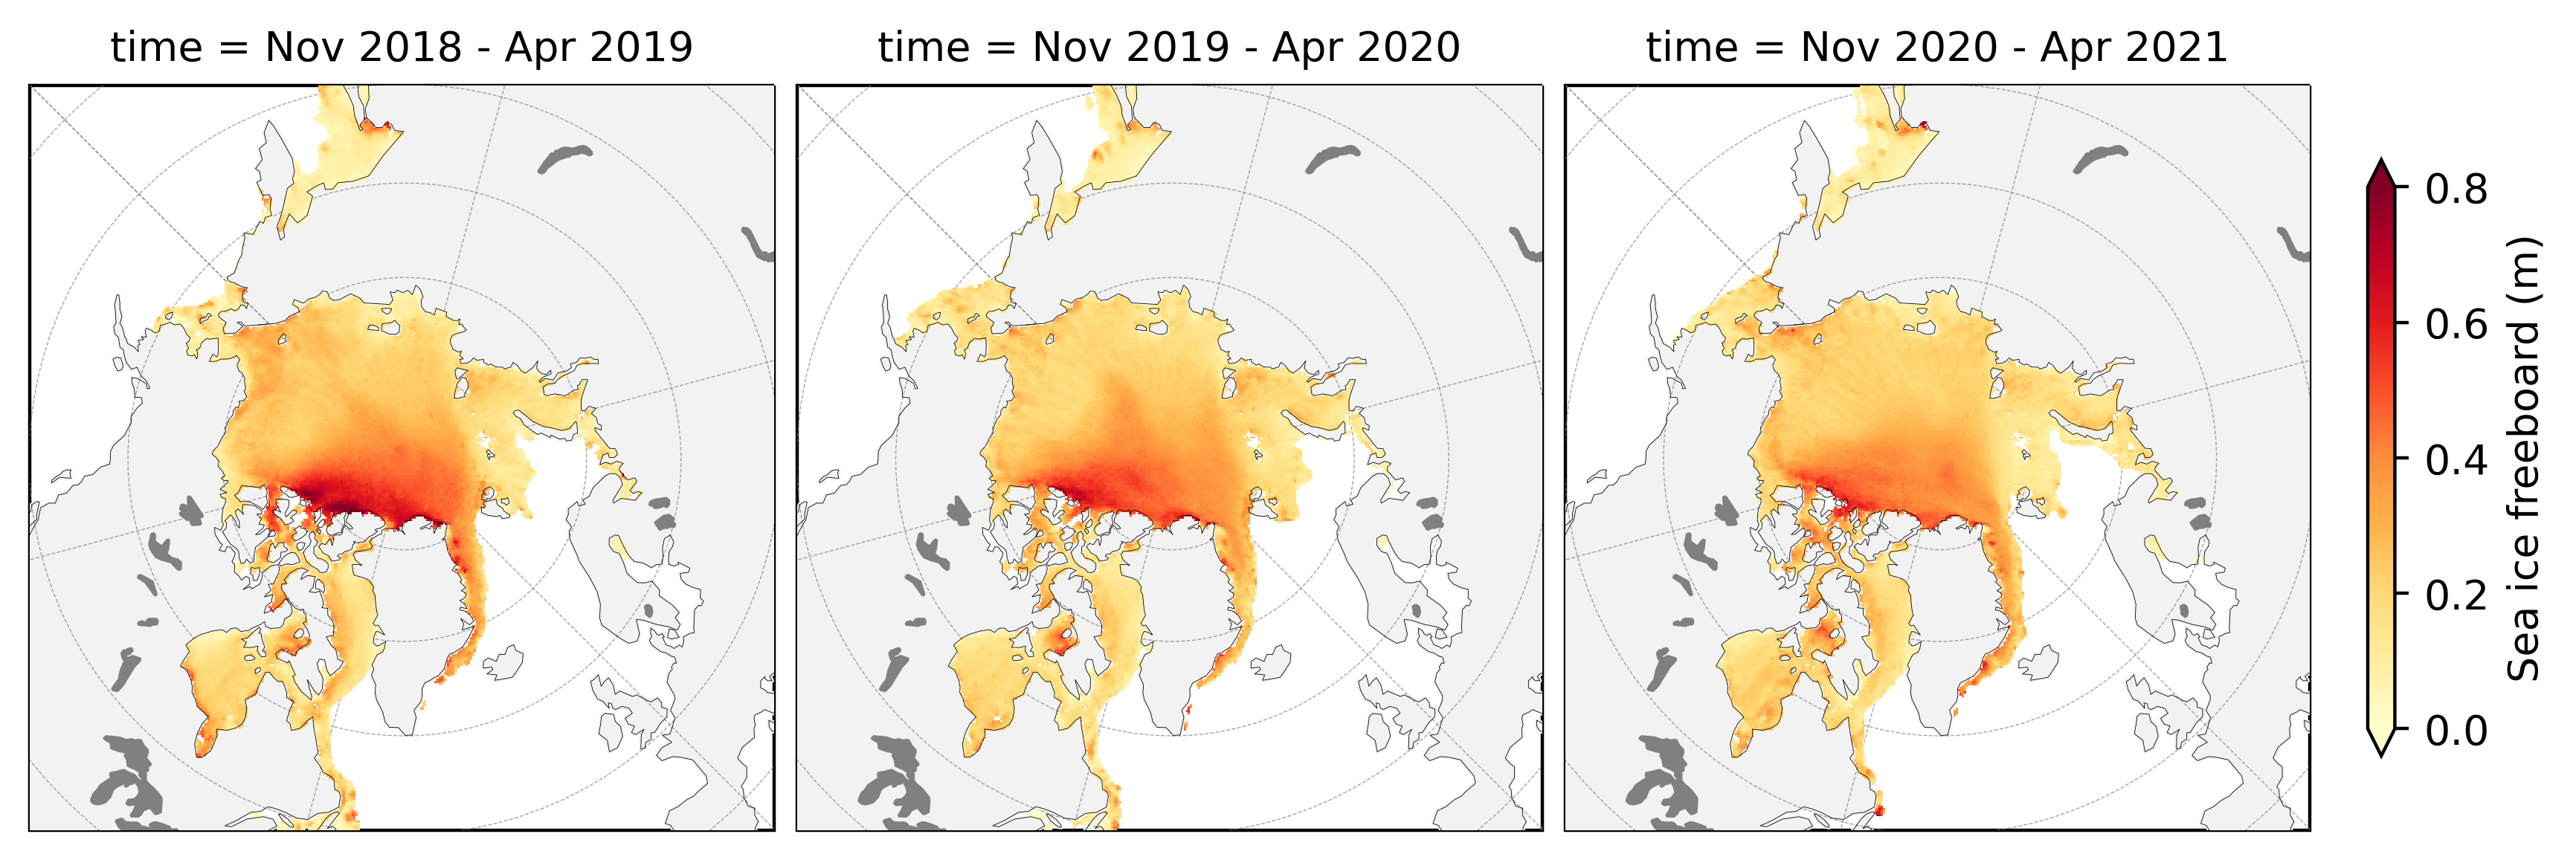 time = Nov 2018 - Apr 2019
time = Nov 2019 - Apr 2020
time = Nov 2020 - Apr 2021
0.8
0.6
0.4
0.2
0.0
Sea ice freeboard (m)